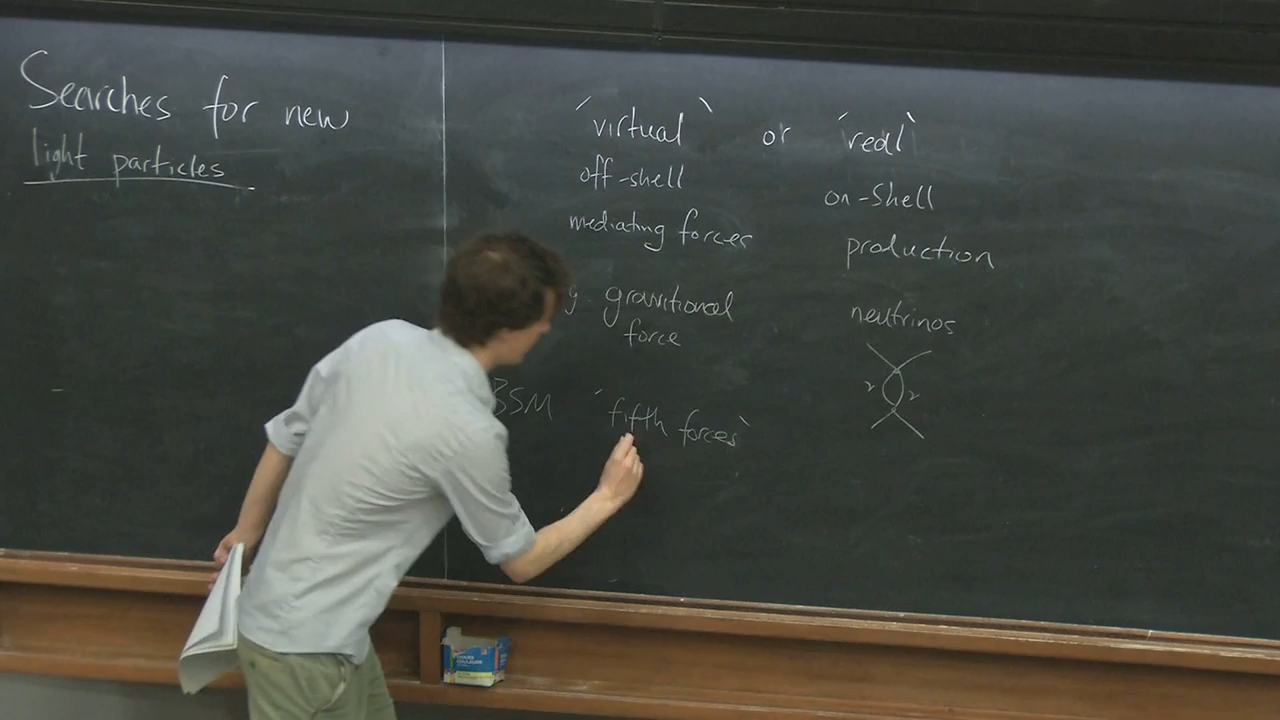 Searches for new
light particles
'virtual' or 'real'
off-shell
on-shell
mediating forces
production
g. gravitional
force
neutrinos
ν ν
BSM 'fifth forces'